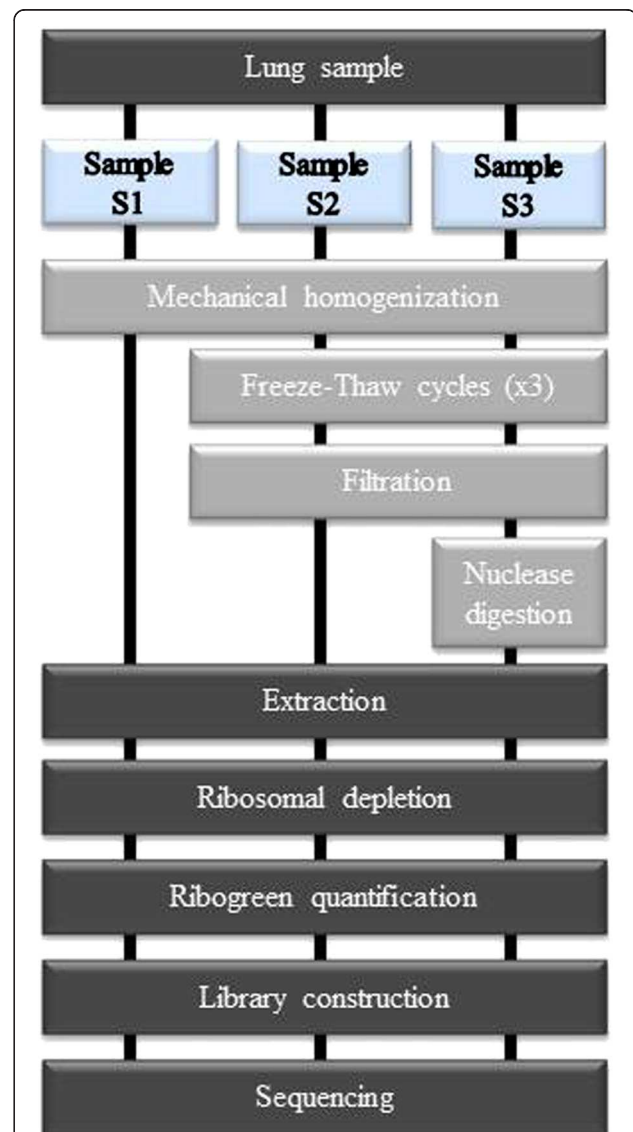 Lung sample
Sample Sample Sample
S1 S2 S3
Mechanical homogenization
Freeze-Thaw cycles (x3)
Filtration
Nuclease
digestion
Extraction
Ribosomal depletion
Ribogreen quantification
Library construction
Sequencing